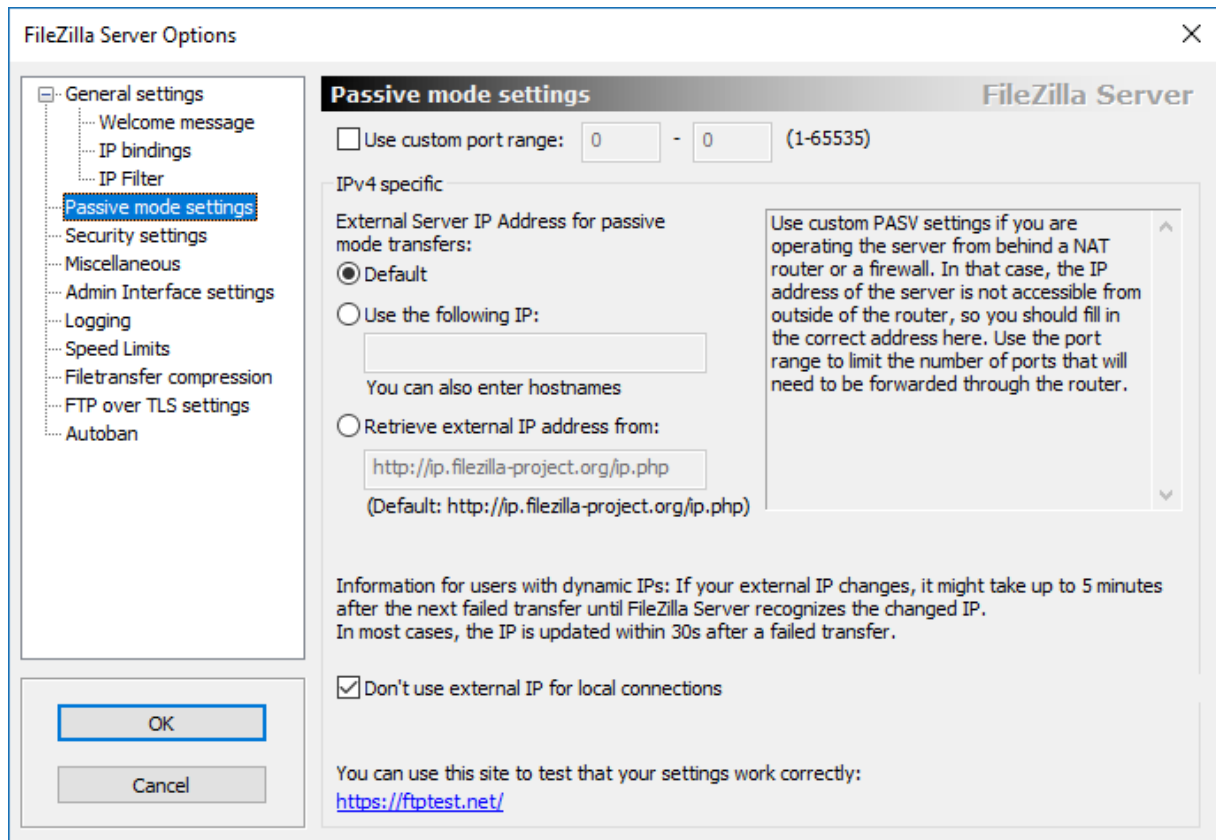 FileZilla Server Options
General settings
Welcome message
IP bindings
IP Filter
Passive mode settings
Security settings
Miscellaneous
Admin Interface settings
Logging
Speed Limits
Filetransfer compression
FTP over TLS settings
Autoban
OK
Cancel
Passive mode settings FileZilla Server
Use custom port range: 0 - 0 (1-65535)
IPv4 specific
External Server IP Address for passive
mode transfers:
Default
Use the following IP:
You can also enter hostnames
Retrieve external IP address from:
http://ip.filezilla-project.org/ip.php
(Default: http://ip.filezilla-project.org/ip.php)
Use custom PASV settings if you are
operating the server from behind a NAT
router or a firewall. In that case, the IP
address of the server is not accessible from
outside of the router, so you should fill in
the correct address here. Use the port
range to limit the number of ports that will
need to be forwarded through the router.
Information for users with dynamic IPs: If your external IP changes, it might take up to 5 minutes
after the next failed transfer until FileZilla Server recognizes the changed IP.
In most cases, the IP is updated within 30s after a failed transfer.
Don't use external IP for local connections
You can use this site to test that your settings work correctly:
https://ftptest.net/